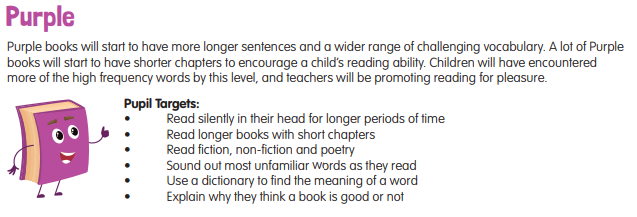 Purple
Purple books will start to have more longer sentences and a wider range of challenging vocabulary. A lot of Purple
books will start to have shorter chapters to encourage a child's reading ability. Children will have encountered
more of the high frequency words by this level, and teachers will be promoting reading for pleasure.
Pupil Targets:
• Read silently in their head for longer periods of time
• Read longer books with short chapters
• Read fiction, non-fiction and poetry
• Sound out most unfamiliar words as they read
• Use a dictionary to find the meaning of a word
• Explain why they think a book is good or not